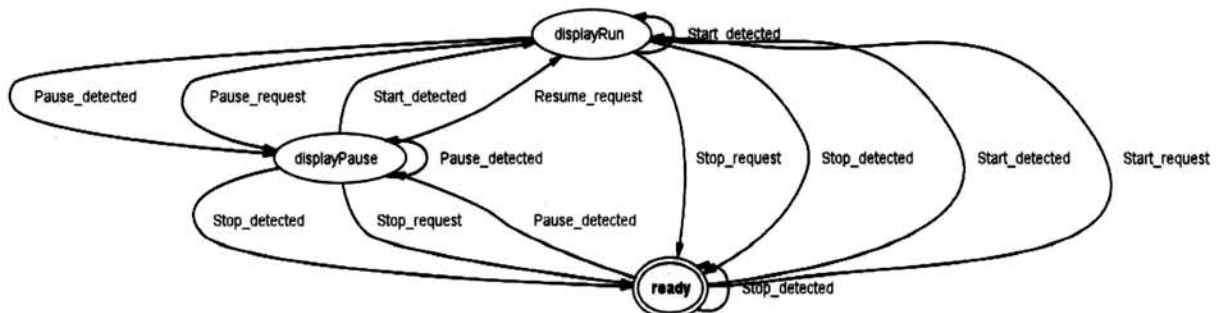 displayRun
Start_detected
Pause_detected
Pause_request
Start_detected
Resume_request
displayPause
Pause_detected
Stop_request
Stop_detected
Start_detected
Start_request
Stop_detected
Stop_request
Pause_detected
ready
Stop_detected